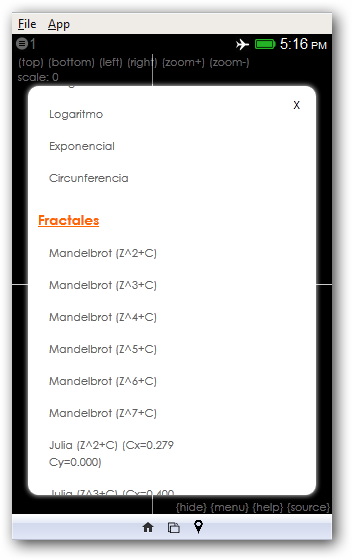 File App
1 5:16 PM
(top) (bottom) (left) (right) (zoom+) (zoom-)
scale: 0
X
Logaritmo
Exponencial
Circunferencia
Fractales
Mandelbrot (Z^2+C)
Mandelbrot (Z^3+C)
Mandelbrot (Z^4+C)
Mandelbrot (Z^5+C)
Mandelbrot (Z^6+C)
Mandelbrot (Z^7+C)
Julia (Z^2+C) (Cx=0.279
Cy=0.000)
Julia (Z^3+C) (Cx=0.400
{hide} {menu} {help} {source}